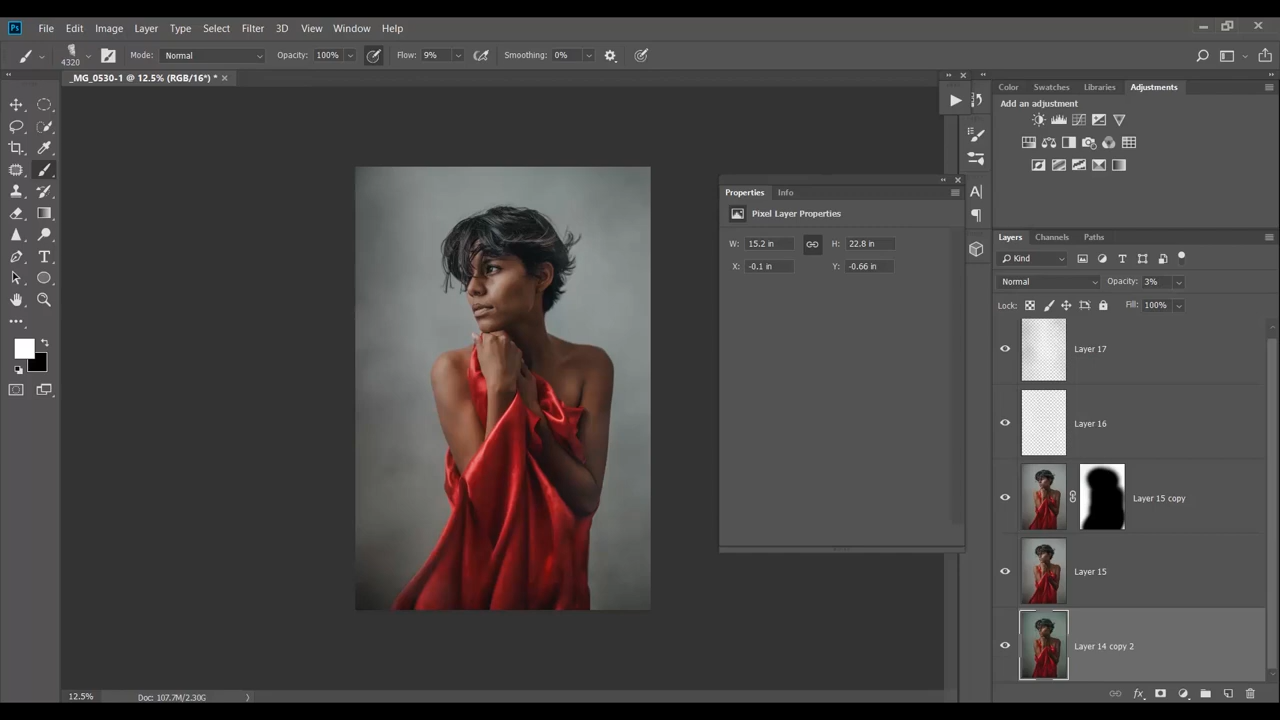 Ps File Edit Image Layer Type Select Filter 3D View Window Help
4320 Mode: Normal Opacity: 100% Flow: 9% Smoothing: 0%
_MG_0530-1 @ 12.5% (RGB/16*) * ×
Color Swatches Libraries Adjustments
Add an adjustment
Properties Info
Pixel Layer Properties
W: 15.2 in H: 22.8 in
X: -0.1 in Y: -0.66 in
Layers Channels Paths
Kind
Normal Opacity: 3%
Lock: Fill: 100%
Layer 17
Layer 16
Layer 15 copy
Layer 15
Layer 14 copy 2
12.5% Doc: 107.7M/2.30G